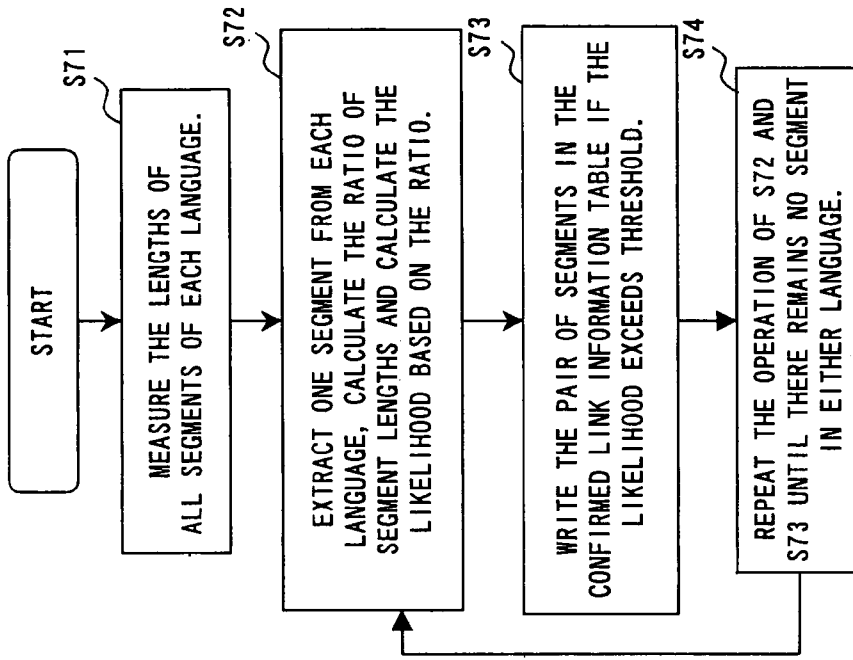 START
S71
MEASURE THE LENGTHS OF
ALL SEGMENTS OF EACH LANGUAGE.
S72
EXTRACT ONE SEGMENT FROM EACH
LANGUAGE, CALCULATE THE RATIO OF
SEGMENT LENGTHS AND CALCULATE THE
LIKELIHOOD BASED ON THE RATIO.
S73
WRITE THE PAIR OF SEGMENTS IN THE
CONFIRMED LINK INFORMATION TABLE IF THE
LIKELIHOOD EXCEEDS THRESHOLD.
S74
REPEAT THE OPERATION OF S72 AND
S73 UNTIL THERE REMAINS NO SEGMENT
IN EITHER LANGUAGE.